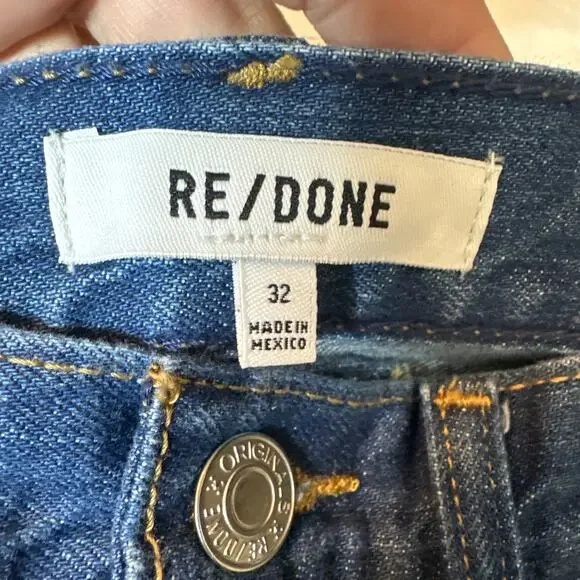 RE/DONE
32
MADE IN
MEXICO
ORIGINALS
RE/DONE